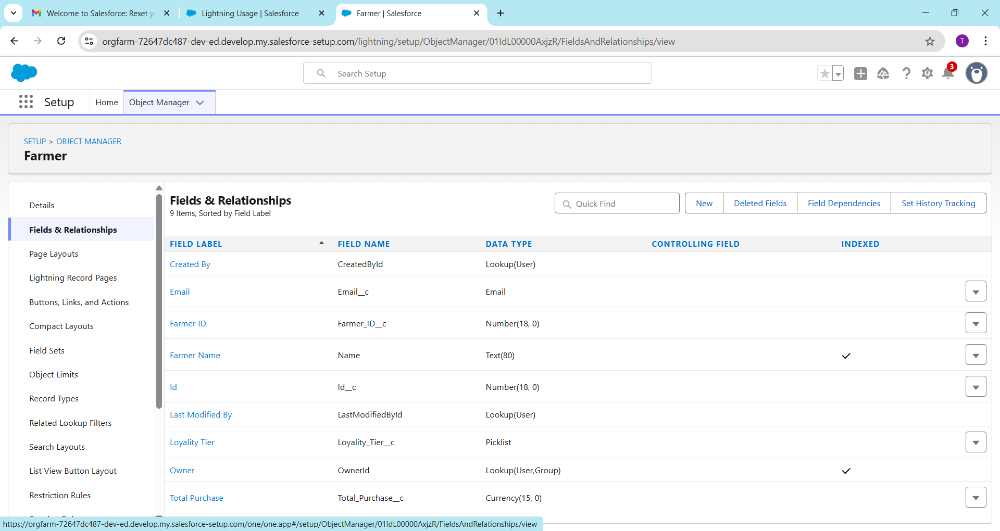 Welcome to Salesforce: Reset yo
Lightning Usage | Salesforce
Farmer | Salesforce
orgfarm-72647dc487-dev-ed.develop.my.salesforce-setup.com/lightning/setup/ObjectManager/01IdL00000AxjzR/FieldsAndRelationships/view
T
Search Setup
3
Setup
Home
Object Manager
SETUP > OBJECT MANAGER
Farmer
Details
Fields & Relationships
Page Layouts
Lightning Record Pages
Buttons, Links, and Actions
Compact Layouts
Field Sets
Object Limits
Record Types
Related Lookup Filters
Search Layouts
List View Button Layout
Restriction Rules
Fields & Relationships
9 Items, Sorted by Field Label
Quick Find
New
Deleted Fields
Field Dependencies
Set History Tracking
FIELD LABEL FIELD NAME DATA TYPE CONTROLLING FIELD INDEXED
Created By CreatedById Lookup(User)
Email Email__c Email
Farmer ID Farmer_ID__c Number(18, 0)
Farmer Name Name Text(80)
Id Id__c Number(18, 0)
Last Modified By LastModifiedById Lookup(User)
Loyality Tier Loyality_Tier__c Picklist
Owner OwnerId Lookup(User,Group)
Total Purchase Total_Purchase__c Currency(15, 0)
https://orgfarm-72647dc487-dev-ed.develop.my.salesforce-setup.com/one/one.app#/setup/ObjectManager/01IdL00000AxjzR/FieldsAndRelationships/view